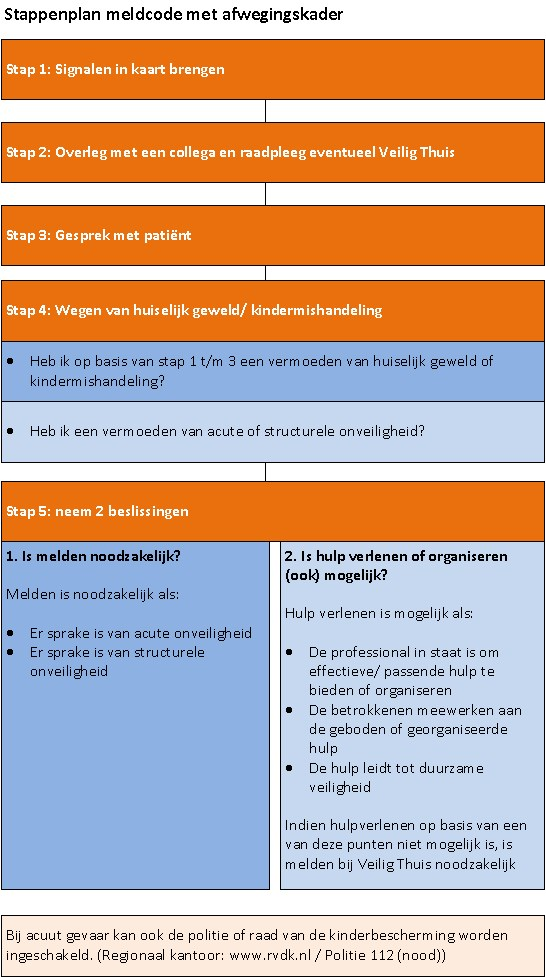 Stappenplan meldcode met afwegingskader
Stap 1: Signalen in kaart brengen
Stap 2: Overleg met een collega en raadpleeg eventueel Veilig Thuis
Stap 3: Gesprek met patiënt
Stap 4: Wegen van huiselijk geweld/ kindermishandeling
• Heb ik op basis van stap 1 t/m 3 een vermoeden van huiselijk geweld of
kindermishandeling?
• Heb ik een vermoeden van acute of structurele onveiligheid?
Stap 5: neem 2 beslissingen
1. Is melden noodzakelijk?
Melden is noodzakelijk als:
• Er sprake is van acute onveiligheid
• Er sprake is van structurele
onveiligheid
2. Is hulp verlenen of organiseren
(ook) mogelijk?
Hulp verlenen is mogelijk als:
• De professional in staat is om
effectieve/ passende hulp te
bieden of organiseren
• De betrokkenen meewerken aan
de geboden of georganiseerde
hulp
• De hulp leidt tot duurzame
veiligheid
Indien hulpverlenen op basis van een
van deze punten niet mogelijk is, is
melden bij Veilig Thuis noodzakelijk
Bij acuut gevaar kan ook de politie of raad van de kinderbescherming worden
ingeschakeld. (Regionaal kantoor: www.rvdk.nl / Politie 112 (nood))